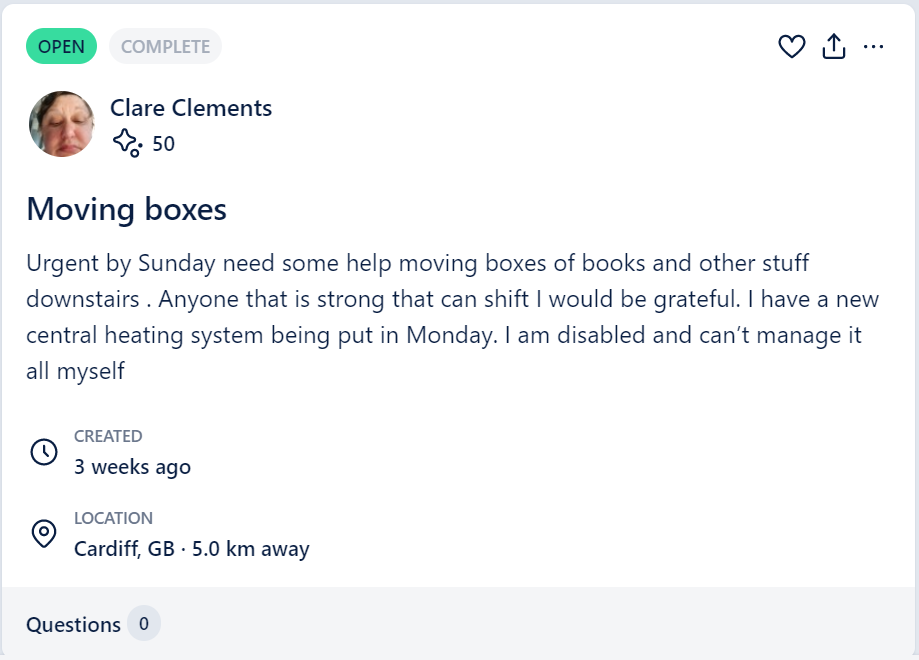 OPEN COMPLETE
Clare Clements
50
Moving boxes
Urgent by Sunday need some help moving boxes of books and other stuff
downstairs . Anyone that is strong that can shift I would be grateful. I have a new
central heating system being put in Monday. I am disabled and can’t manage it
all myself
CREATED
3 weeks ago
LOCATION
Cardiff, GB · 5.0 km away
Questions 0